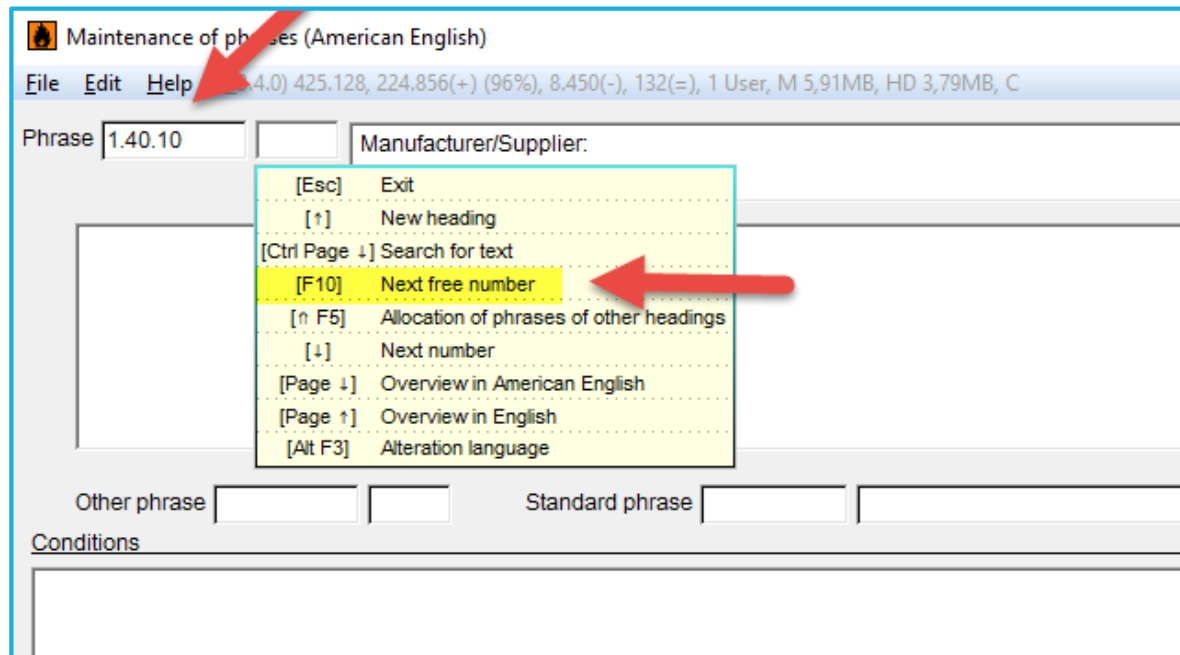 Maintenance of phrases (American English)
File Edit Help 4.0) 425.128, 224.856(+) (96%), 8.450(-), 132(=), 1 User, M 5,91MB, HD 3,79MB, C
Phrase 1.40.10 Manufacturer/Supplier:
[Esc] Exit
[↑] New heading
[Ctrl Page ↓] Search for text
[F10] Next free number
[⇑ F5] Allocation of phrases of other headings
[↓] Next number
[Page ↓] Overview in American English
[Page ↑] Overview in English
[Alt F3] Alteration language
Other phrase Standard phrase
Conditions